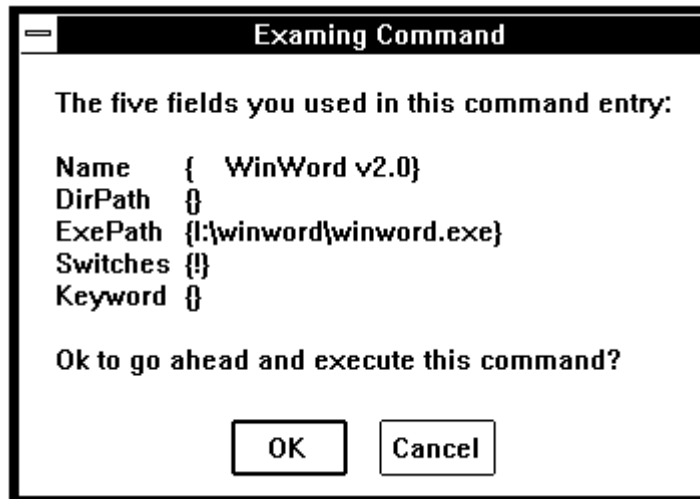 Examing Command
The five fields you used in this command entry:
Name { WinWord v2.0}
DirPath {}
ExePath {I:\winword\winword.exe}
Switches {!}
Keyword {}
Ok to go ahead and execute this command?
OK Cancel